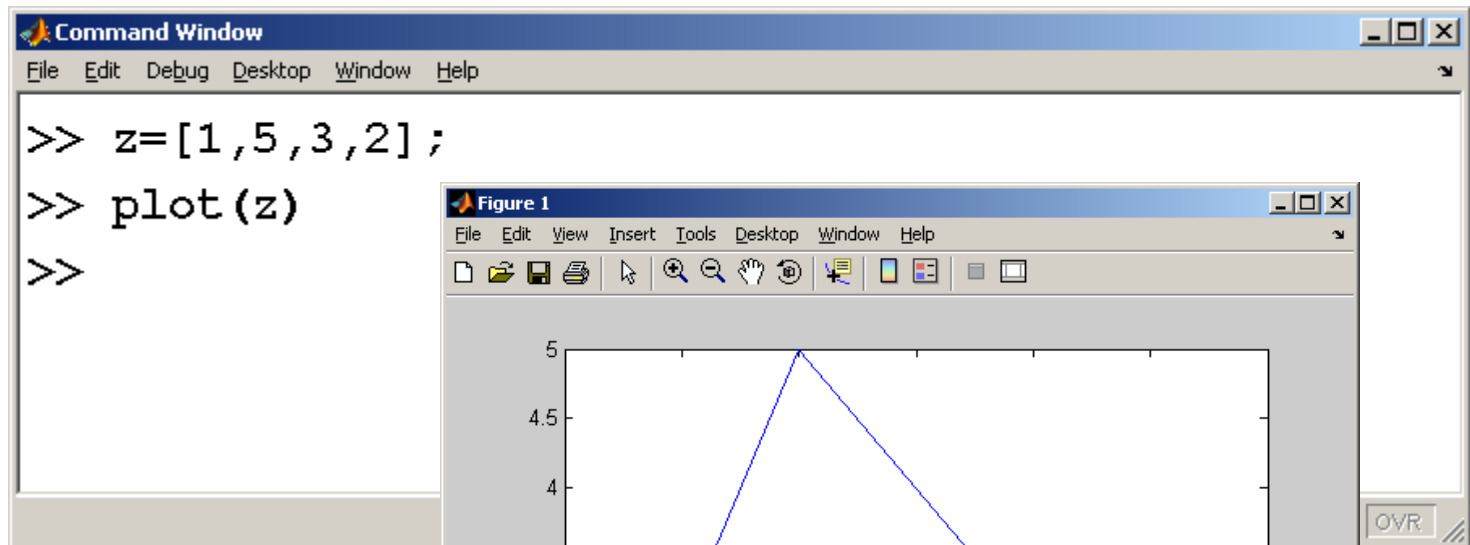 Command Window
File Edit Debug Desktop Window Help
>> z=[1,5,3,2];
>> plot(z)
>>
Figure 1
File Edit View Insert Tools Desktop Window Help
5
4.5
4
OVR